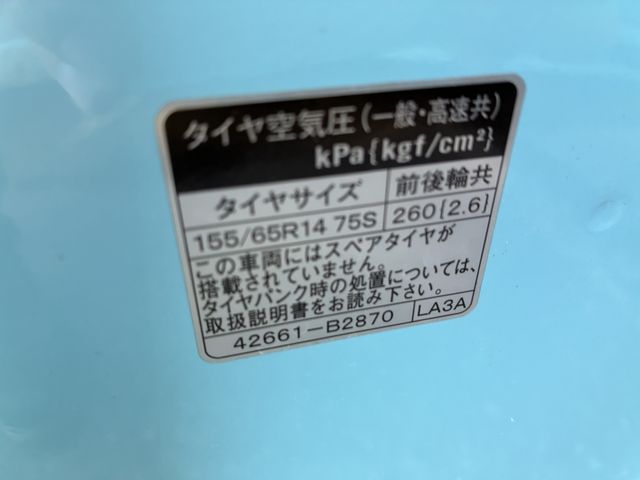 タイヤ空気圧(一般・高速共)
kPa{kgf/cm²}
タイヤサイズ 前後輪共
155/65R14 75S 260{2.6}
この車両にはスペアタイヤが
搭載されていません。
タイヤパンク時の処置については、
取扱説明書をお読み下さい。
42661-B2870 LA3A